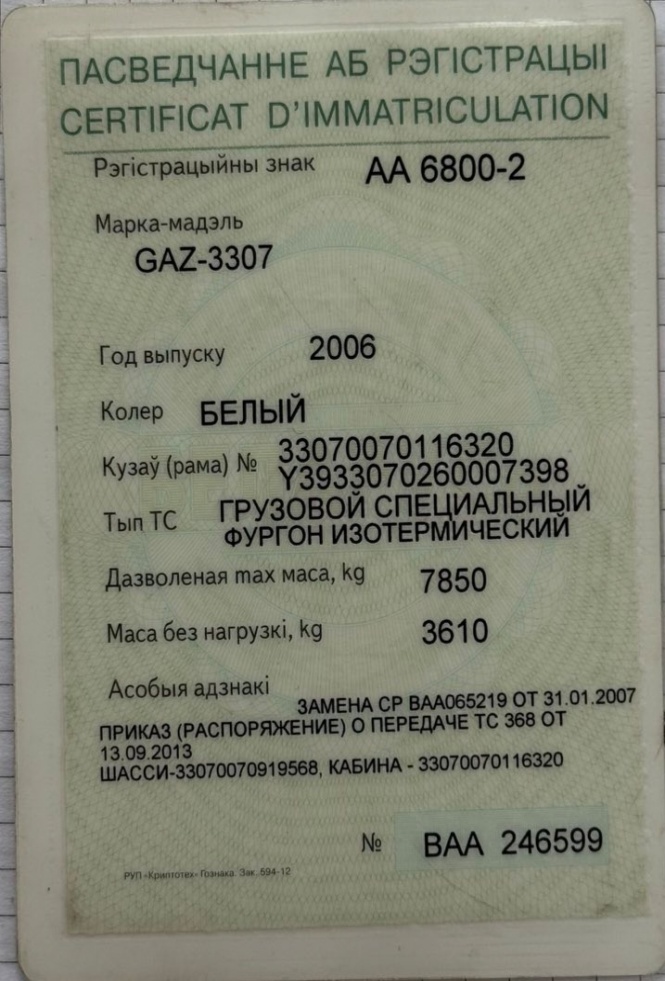 ПАСВЕДЧАННЕ АБ РЭГІСТРАЦЫІ
CERTIFICAT D'IMMATRICULATION
Рэгістрацыйны знак АА 6800-2
Марка-мадэль
GAZ-3307
Год выпуску 2006
Колер БЕЛЫЙ
Кузаў (рама) № 33070070116320
Y3933070260007398
Тып ТС ГРУЗОВОЙ СПЕЦИАЛЬНЫЙ
ФУРГОН ИЗОТЕРМИЧЕСКИЙ
Дазволеная max маса, kg 7850
Маса без нагрузкі, kg 3610
Асобыя адзнакі ЗАМЕНА СР ВАА065219 ОТ 31.01.2007
ПРИКАЗ (РАСПОРЯЖЕНИЕ) О ПЕРЕДАЧЕ ТС 368 ОТ
13.09.2013
ШАССИ-33070070919568, КАБИНА - 33070070116320
№ ВАА 246599
РУП «Криптотех» Гознака. Зак. 594-12